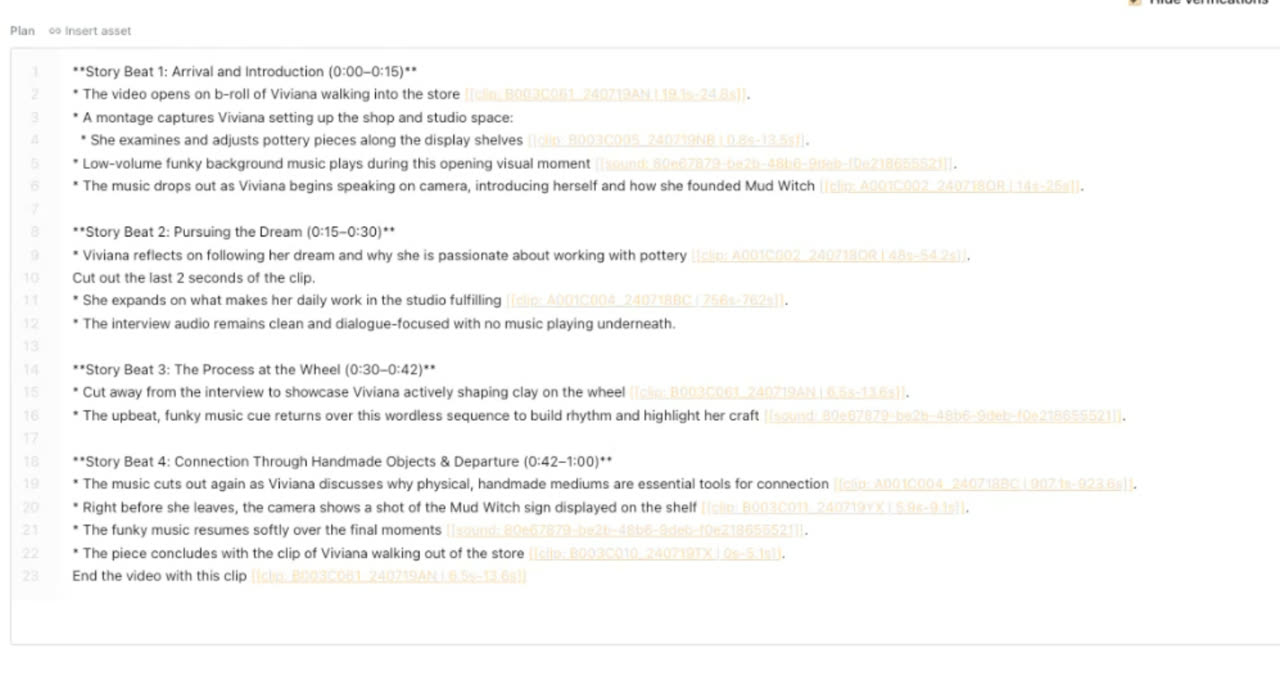 Hide verifications
Plan Insert asset
1 **Story Beat 1: Arrival and Introduction (0:00–0:15)**
2 * The video opens on b-roll of Viviana walking into the store [[clip: B003C061_240719AN | 19.1s-24.8s]].
3 * A montage captures Viviana setting up the shop and studio space:
4 * She examines and adjusts pottery pieces along the display shelves [[clip: B003C005_240719NB | 0.8s-13.5s]].
5 * Low-volume funky background music plays during this opening visual moment [[sound: 80e67879-be2b-48b6-9deb-f0e218655521]].
6 * The music drops out as Viviana begins speaking on camera, introducing herself and how she founded Mud Witch [[clip: A001C002_240718OR | 14s-25s]].
7
8 **Story Beat 2: Pursuing the Dream (0:15–0:30)**
9 * Viviana reflects on following her dream and why she is passionate about working with pottery [[clip: A001C002_240718OR | 48s-54.2s]].
10 Cut out the last 2 seconds of the clip.
11 * She expands on what makes her daily work in the studio fulfilling [[clip: A001C004_240718BC | 756s-762s]].
12 * The interview audio remains clean and dialogue-focused with no music playing underneath.
13
14 **Story Beat 3: The Process at the Wheel (0:30–0:42)**
15 * Cut away from the interview to showcase Viviana actively shaping clay on the wheel [[clip: B003C061_240719AN | 6.5s-13.6s]].
16 * The upbeat, funky music cue returns over this wordless sequence to build rhythm and highlight her craft [[sound: 80e67879-be2b-48b6-9deb-f0e218655521]].
17
18 **Story Beat 4: Connection Through Handmade Objects & Departure (0:42–1:00)**
19 * The music cuts out again as Viviana discusses why physical, handmade mediums are essential tools for connection [[clip: A001C004_240718BC | 907.1s-923.6s]].
20 * Right before she leaves, the camera shows a shot of the Mud Witch sign displayed on the shelf [[clip: B003C011_240719YX | 5.9s-9.1s]].
21 * The funky music resumes softly over the final moments [[sound: 80e67879-be2b-48b6-9deb-f0e218655521]].
22 * The piece concludes with the clip of Viviana walking out of the store [[clip: B003C010_240719TX | 0s-5.1s]].
23 End the video with this clip [[clip: B003C061_240719AN | 6.5s-13.6s]]